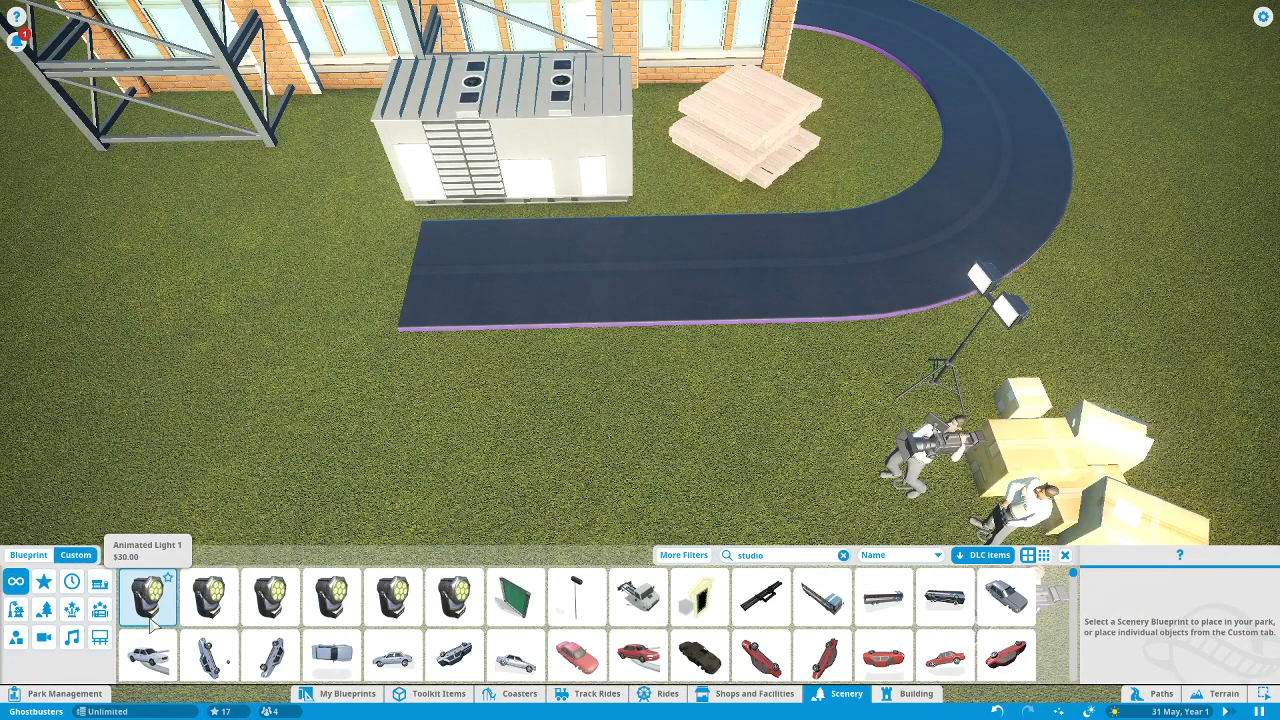 ?
1
Animated Light 1
$30.00
Blueprint
Custom
More Filters
studio
Name
DLC items
?
Select a Scenery Blueprint to place in your park,
or place individual objects from the Custom tab.
Park Management
My Blueprints
Toolkit Items
Coasters
Track Rides
Rides
Shops and Facilities
Scenery
Building
Paths
Terrain
Ghostbusters
Unlimited
17
4
31 May, Year 1